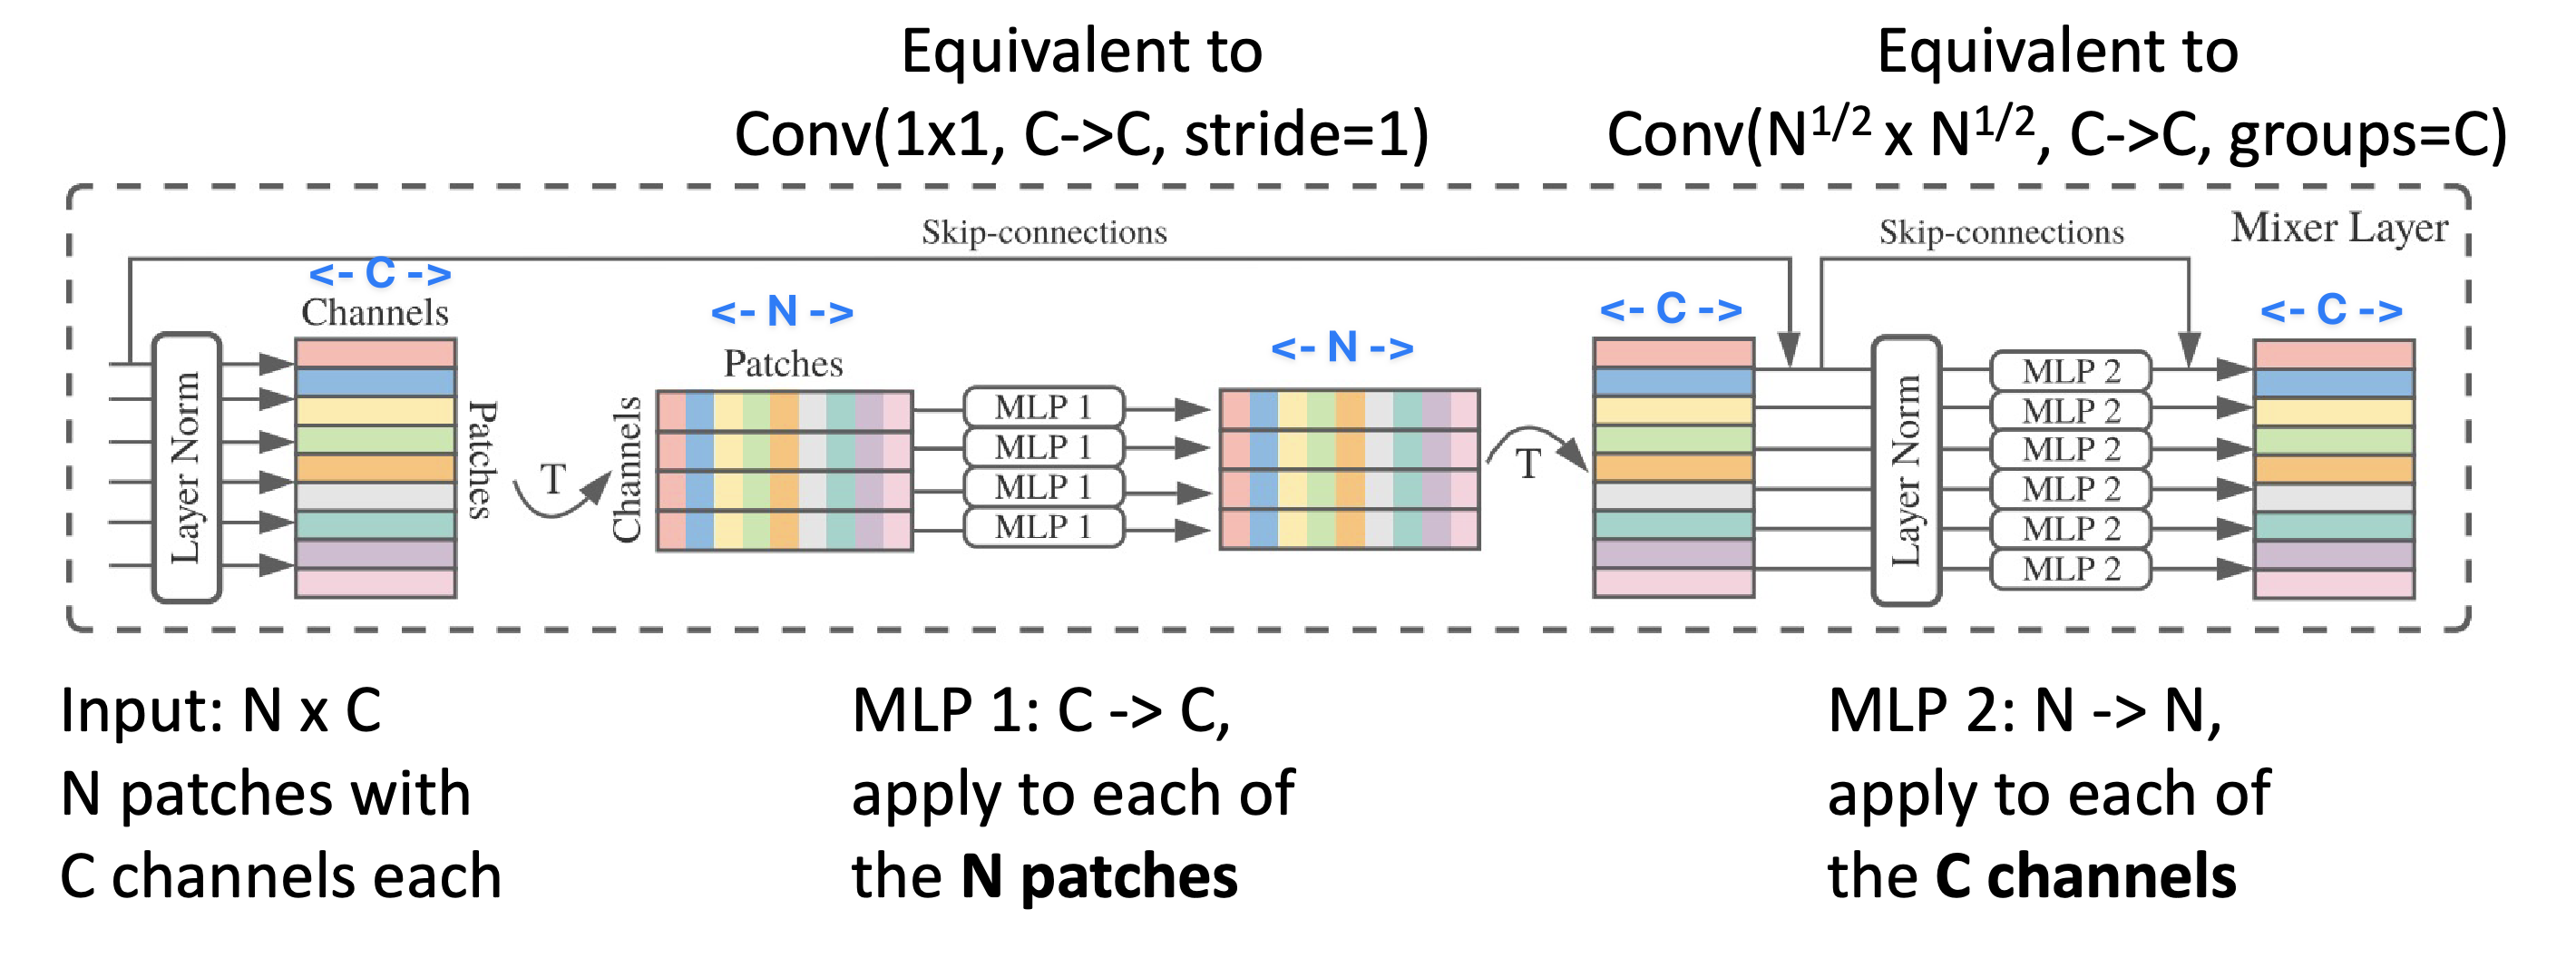 Equivalent to
Conv(1x1, C->C, stride=1)
Equivalent to
Conv(N^1/2 x N^1/2, C->C, groups=C)
Skip-connections
Skip-connections
Mixer Layer
<- C ->
Channels
Layer Norm
Patches
T
<- N ->
Patches
Channels
MLP 1
MLP 1
MLP 1
MLP 1
<- N ->
T
<- C ->
Layer Norm
MLP 2
MLP 2
MLP 2
MLP 2
MLP 2
MLP 2
<- C ->
Input: N x C
N patches with
C channels each
MLP 1: C -> C,
apply to each of
the N patches
MLP 2: N -> N,
apply to each of
the C channels